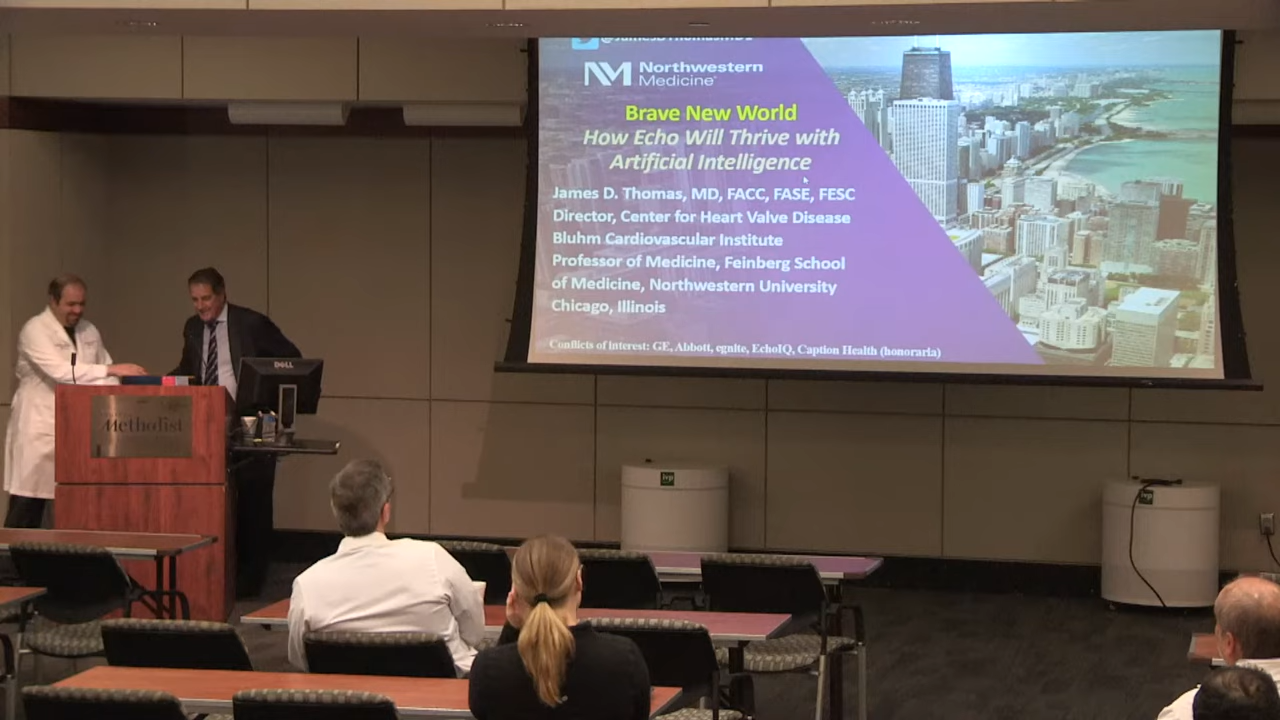 Northwestern
Medicine
Brave New World
How Echo Will Thrive with
Artificial Intelligence
James D. Thomas, MD, FACC, FASE, FESC
Director, Center for Heart Valve Disease
Bluhm Cardiovascular Institute
Professor of Medicine, Feinberg School
of Medicine, Northwestern University
Chicago, Illinois
Conflicts of interest: GE, Abbott, egnite, EchoIQ, Caption Health (honoraria)
DELL
Methodist
jvp